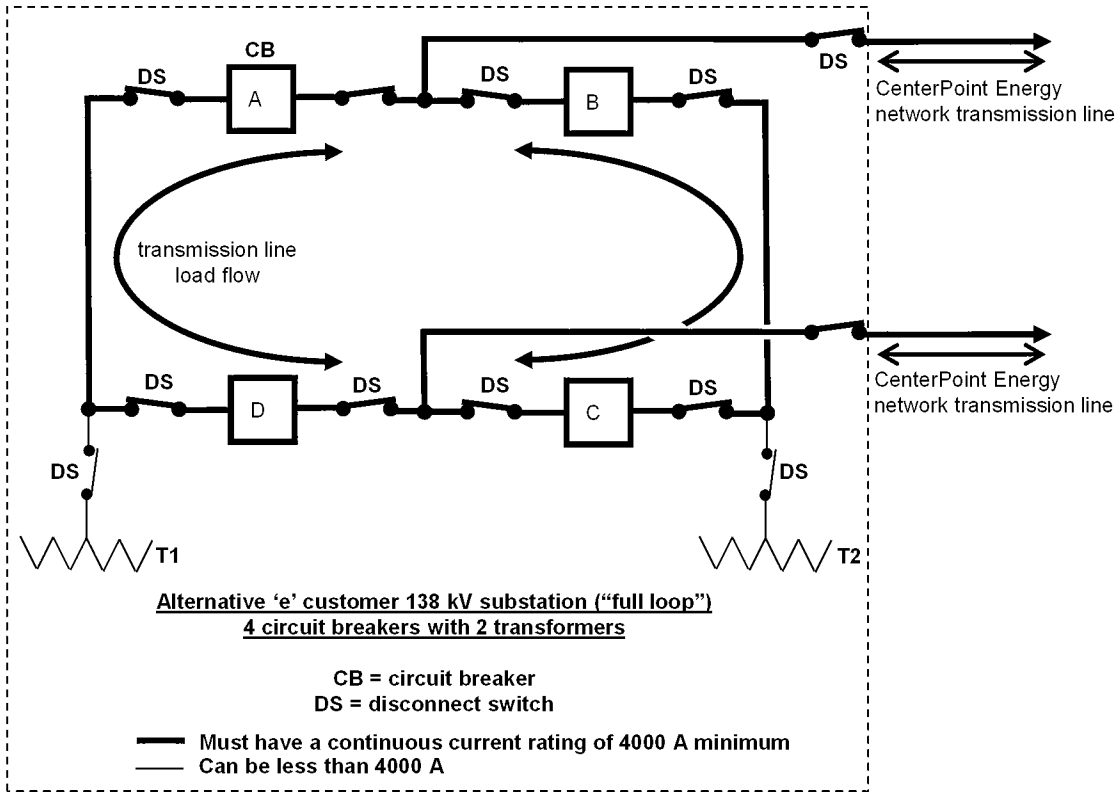 CB
DS
DS
DS
DS
A
B
CenterPoint Energy
network transmission line
transmission line
load flow
DS
DS
DS
DS
D
C
CenterPoint Energy
network transmission line
DS
DS
T1
T2
Alternative ‘e’ customer 138 kV substation (“full loop”)
4 circuit breakers with 2 transformers
CB = circuit breaker
DS = disconnect switch
Must have a continuous current rating of 4000 A minimum
Can be less than 4000 A